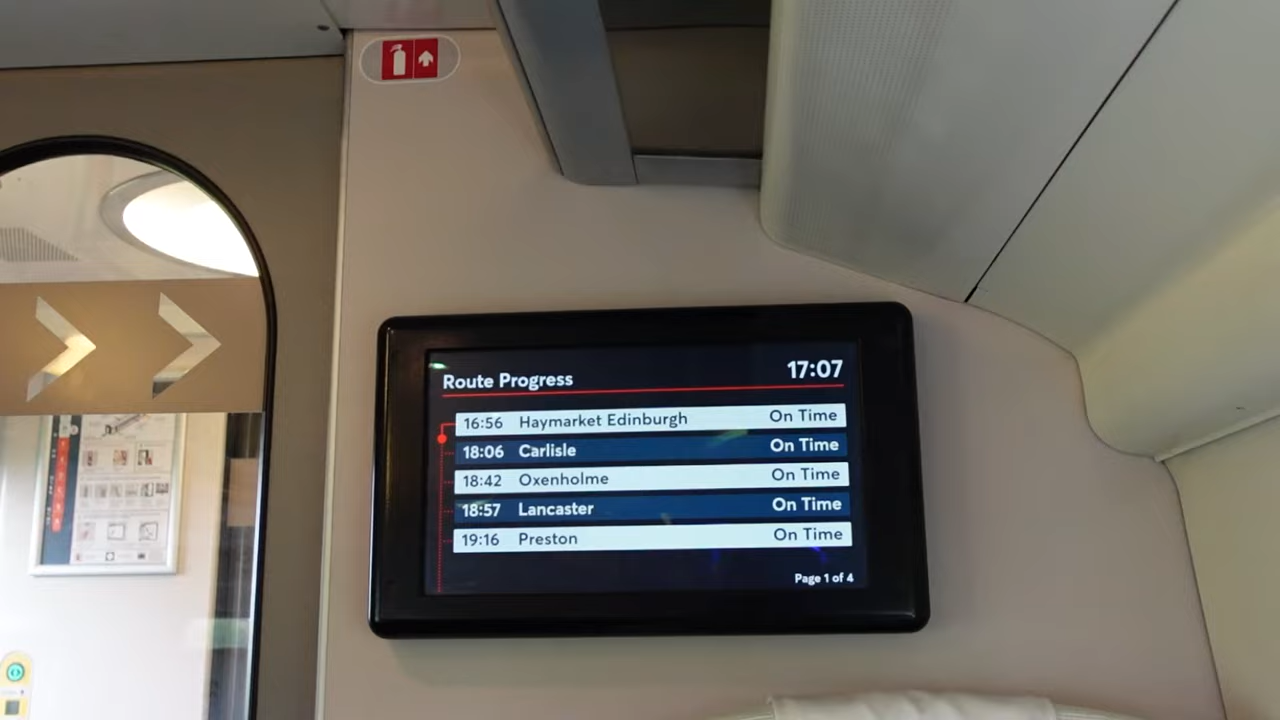 Route Progress 17:07
16:56 Haymarket Edinburgh On Time
18:06 Carlisle On Time
18:42 Oxenholme On Time
18:57 Lancaster On Time
19:16 Preston On Time
Page 1 of 4